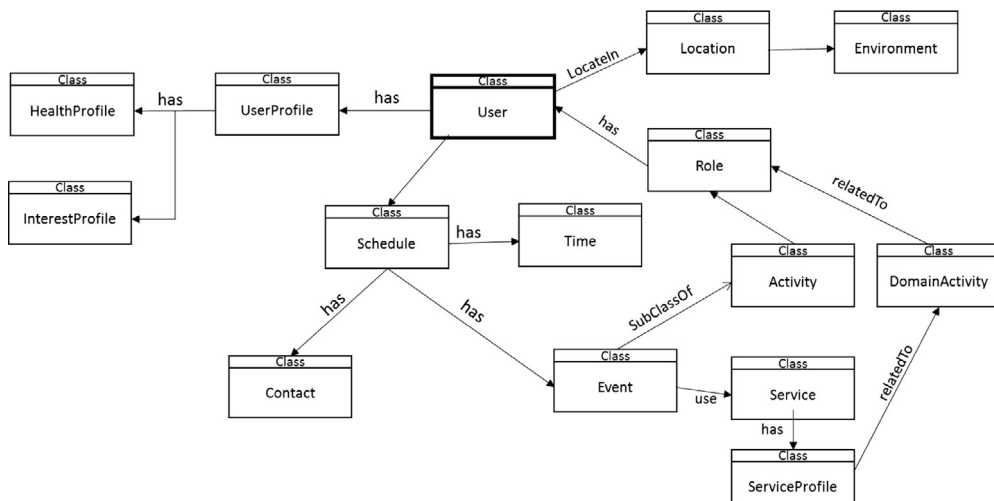 Class
Location
Class
Environment
LocateIn
Class
HealthProfile
has
Class
UserProfile
has
Class
User
has
Class
Role
Class
InterestProfile
relatedTo
Class
Schedule
has
Class
Time
Class
Activity
Class
DomainActivity
has
has
SubClassOf
Class
Contact
Class
Event
use
Class
Service
relatedTo
has
Class
ServiceProfile